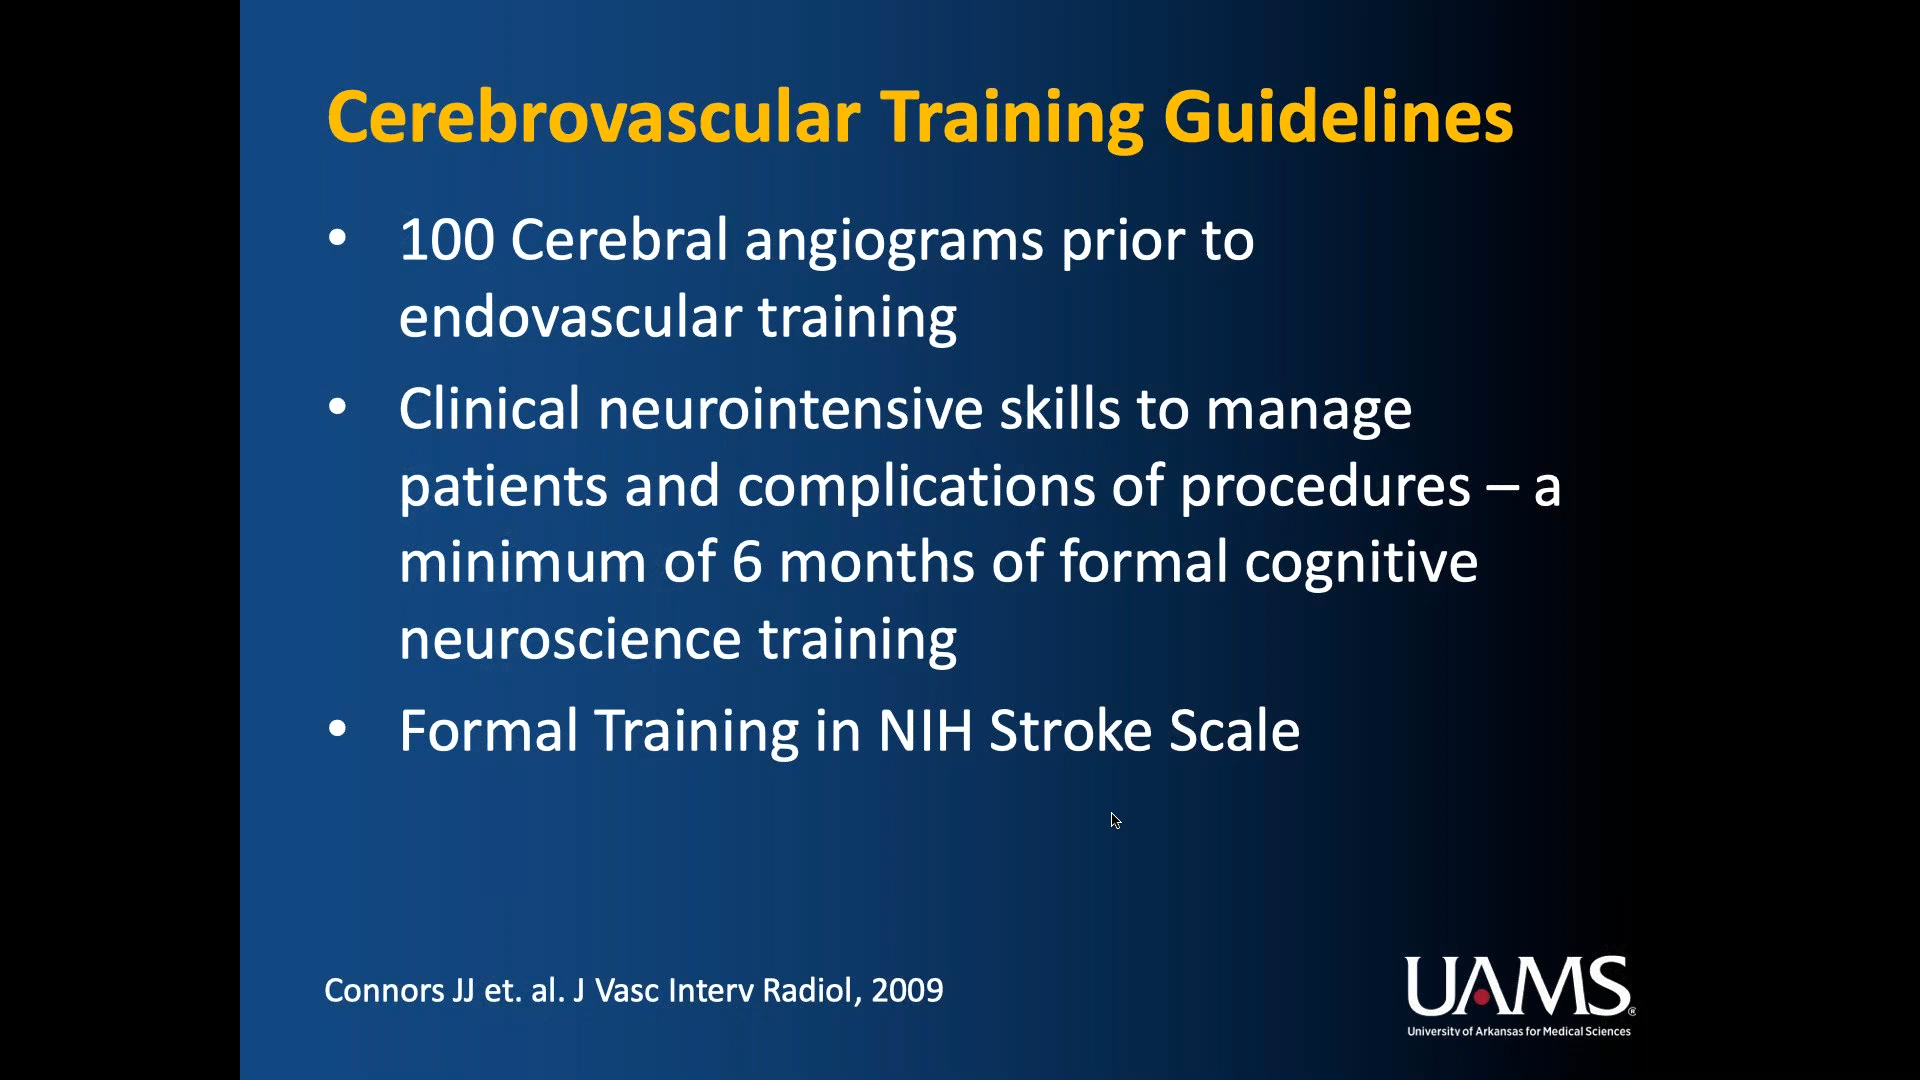 Cerebrovascular Training Guidelines
• 100 Cerebral angiograms prior to
endovascular training
• Clinical neurointensive skills to manage
patients and complications of procedures – a
minimum of 6 months of formal cognitive
neuroscience training
• Formal Training in NIH Stroke Scale
Connors JJ et. al. J Vasc Interv Radiol, 2009
UAMS®
University of Arkansas for Medical Sciences